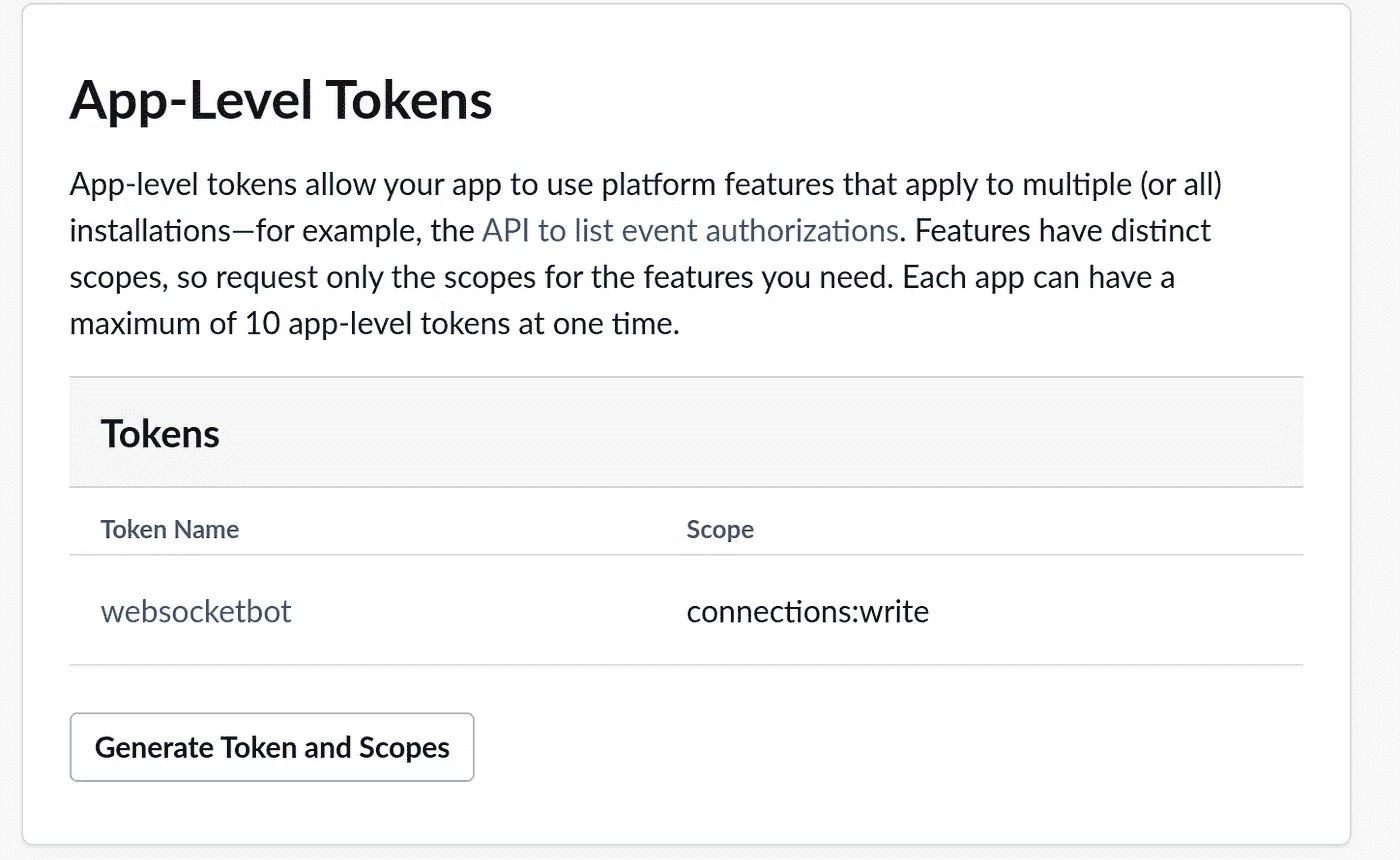 App-Level Tokens
App-level tokens allow your app to use platform features that apply to multiple (or all)
installations—for example, the API to list event authorizations. Features have distinct
scopes, so request only the scopes for the features you need. Each app can have a
maximum of 10 app-level tokens at one time.
Tokens
Token Name Scope
websocketbot connections:write
Generate Token and Scopes